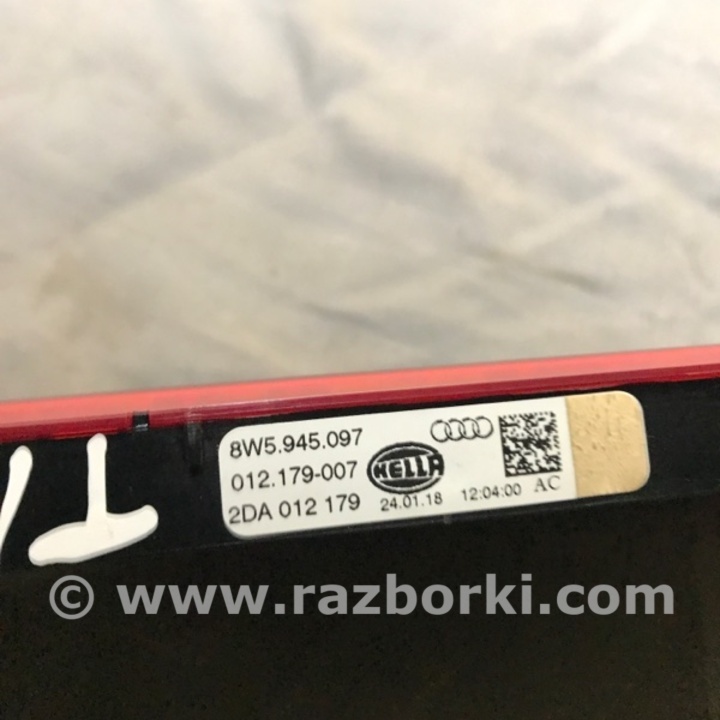 8W5.945.097
012.179-007 HELLA
2DA 012 179 24.01.18 12:04:00 AC
© www.razborki.com